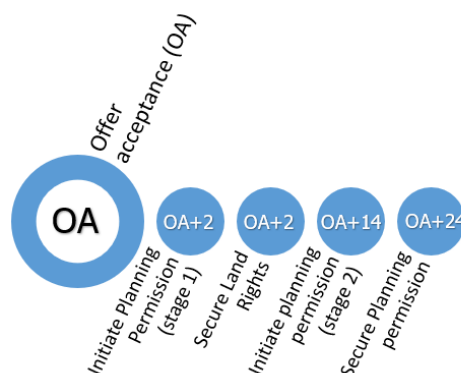 Offer
acceptance (OA)
OA
OA+2
OA+2
OA+14
OA+24
Initiate Planning
Permission
(stage 1)
Secure Land
Rights
Initiate planning
permission
(stage 2)
Secure Planning
permission